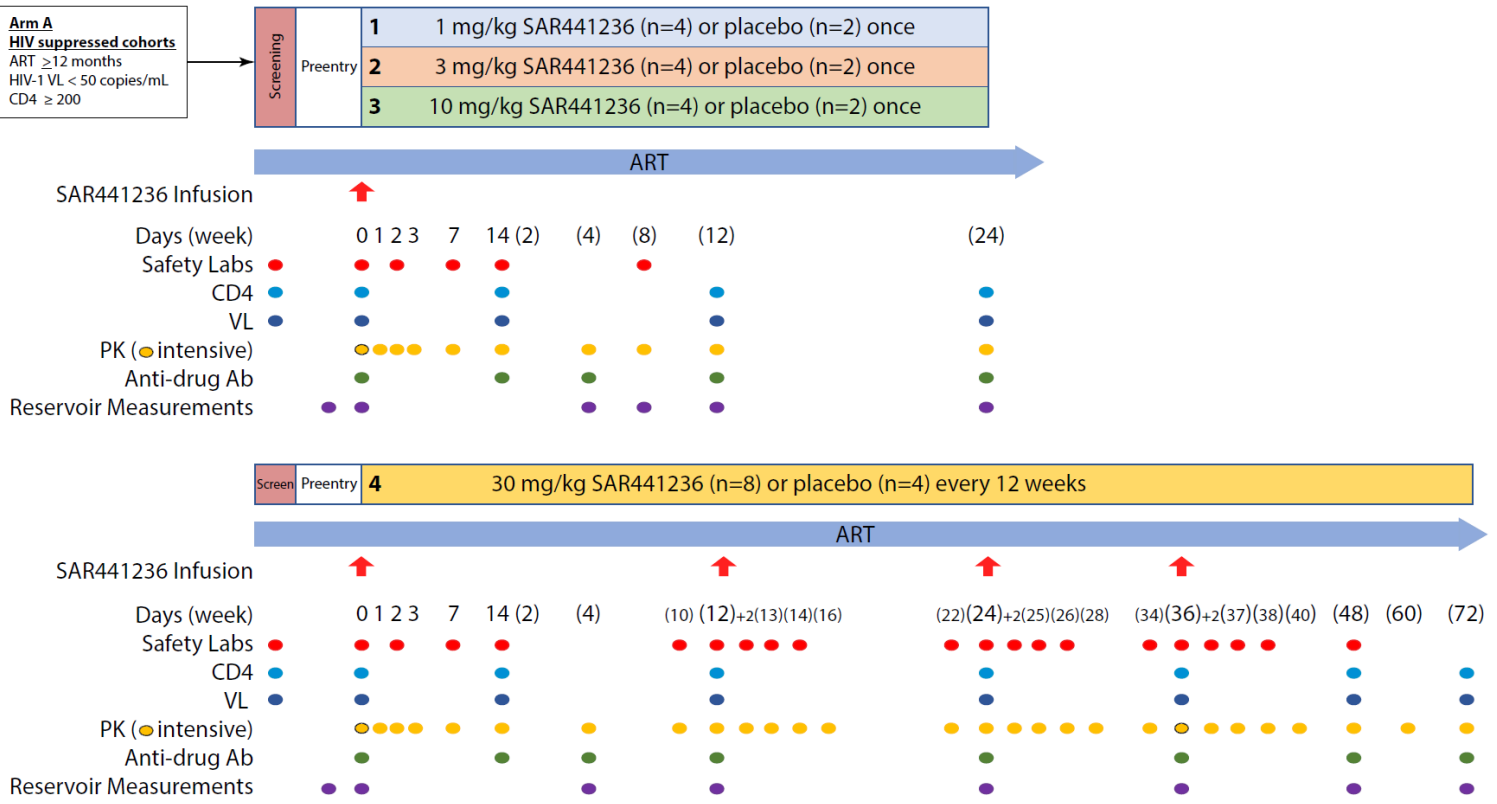 Arm A
HIV suppressed cohorts
ART ≥12 months
HIV-1 VL < 50 copies/mL
CD4 ≥ 200
Screening
Preentry
1 1 mg/kg SAR441236 (n=4) or placebo (n=2) once
2 3 mg/kg SAR441236 (n=4) or placebo (n=2) once
3 10 mg/kg SAR441236 (n=4) or placebo (n=2) once
ART
SAR441236 Infusion
Days (week) 0 1 2 3 7 14 (2) (4) (8) (12) (24)
Safety Labs
CD4
VL
PK ( intensive)
Anti-drug Ab
Reservoir Measurements
Screen Preentry 4 30 mg/kg SAR441236 (n=8) or placebo (n=4) every 12 weeks
ART
SAR441236 Infusion
Days (week) 0 1 2 3 7 14 (2) (4) (10) (12)+2(13)(14)(16) (22)(24)+2(25)(26)(28) (34)(36)+2(37)(38)(40) (48) (60) (72)
Safety Labs
CD4
VL
PK ( intensive)
Anti-drug Ab
Reservoir Measurements